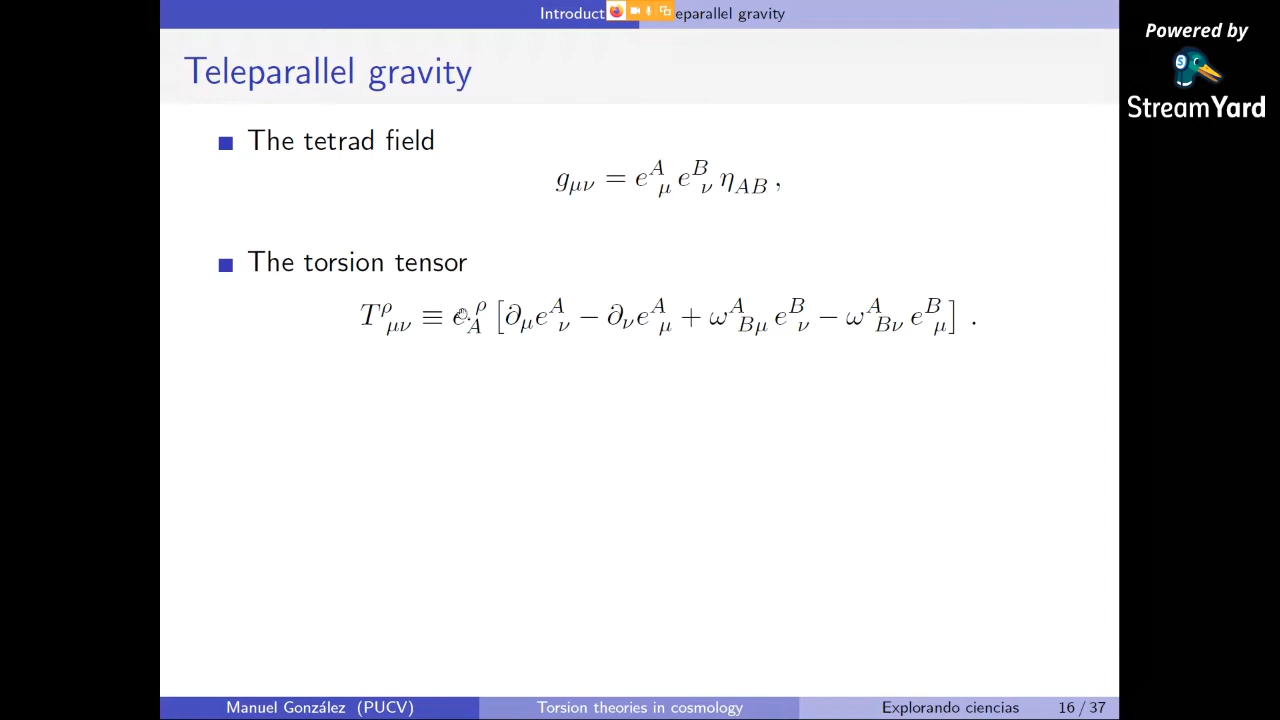 Introduct eparallel gravity
Powered by
StreamYard
Teleparallel gravity
The tetrad field
g_{μν} = e^A_μ e^B_ν η_{AB} ,
The torsion tensor
T^ρ_{μν} ≡ e_A^ρ [∂_μ e^A_ν − ∂_ν e^A_μ + ω^A_{Bμ} e^B_ν − ω^A_{Bν} e^B_μ] .
Manuel González (PUCV) Torsion theories in cosmology Explorando ciencias 16 / 37